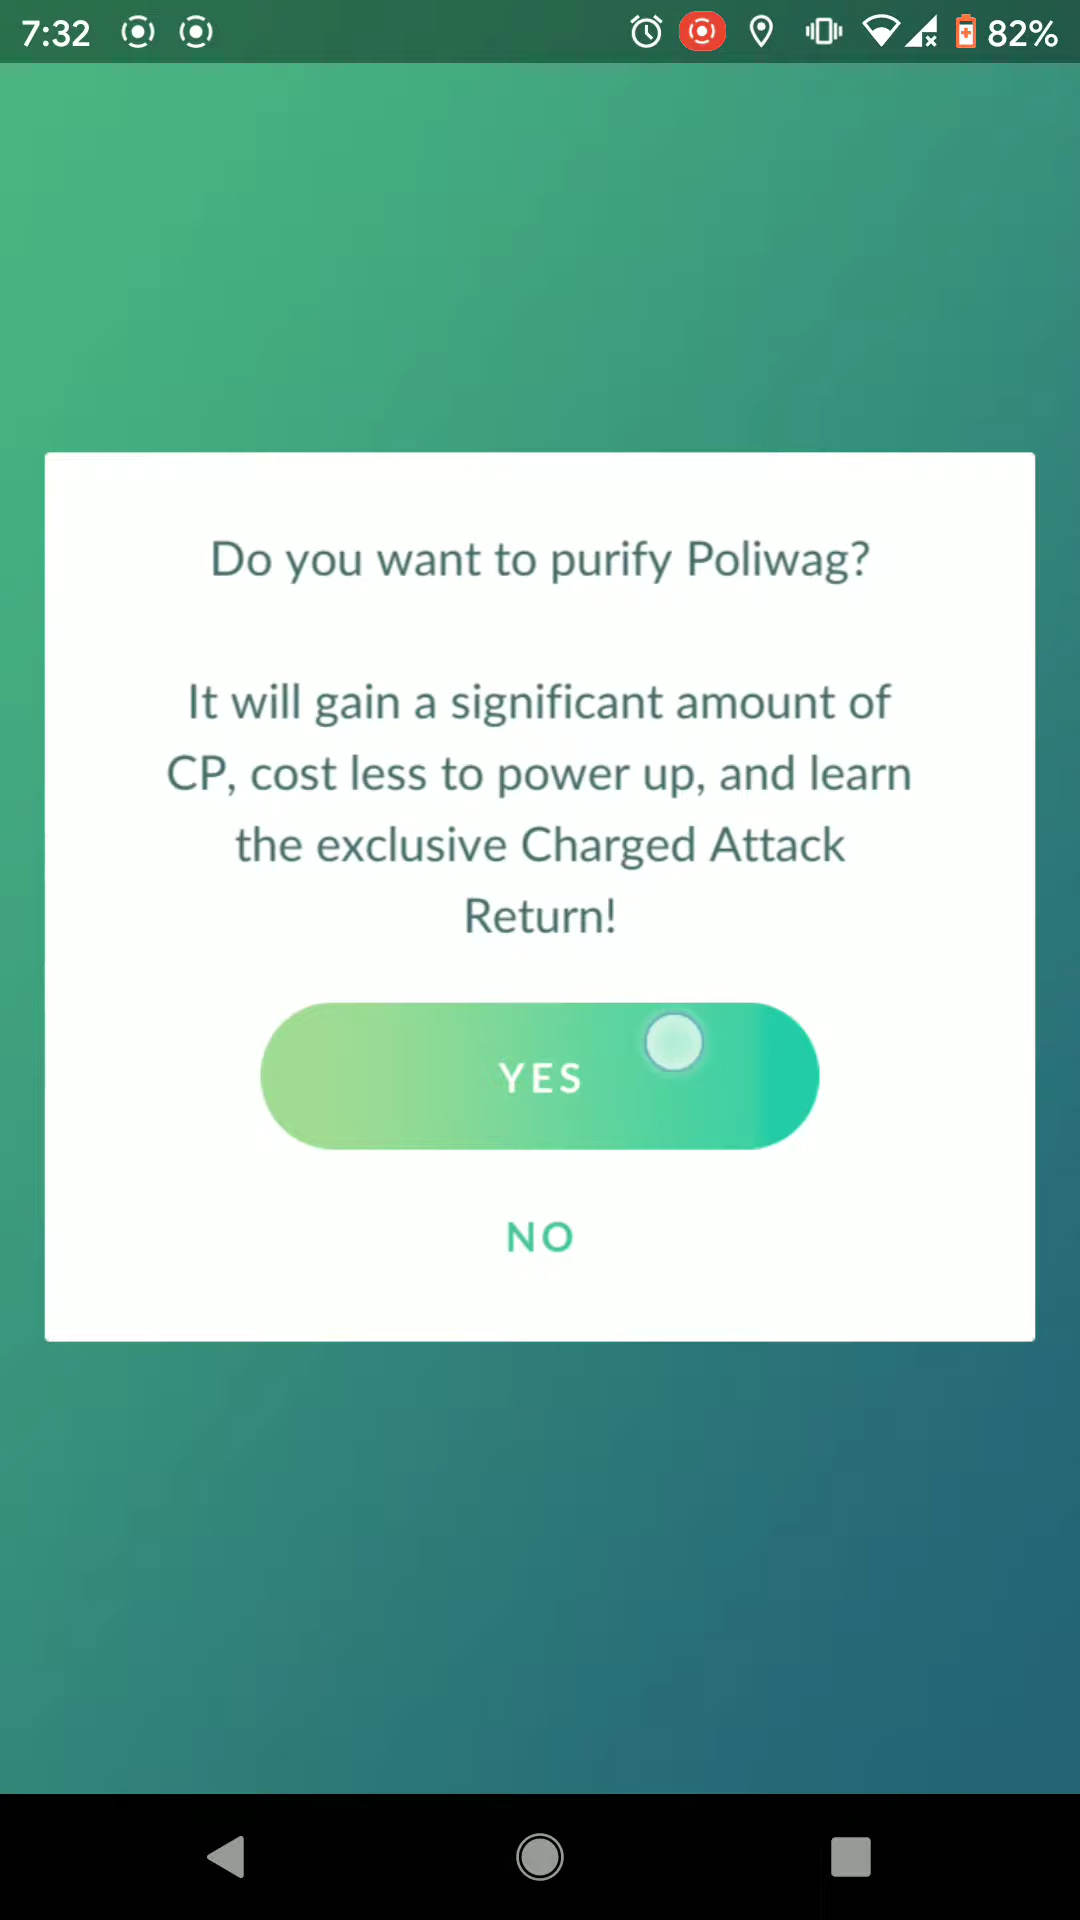 7:32 82%
Do you want to purify Poliwag?
It will gain a significant amount of
CP, cost less to power up, and learn
the exclusive Charged Attack
Return!
YES
NO